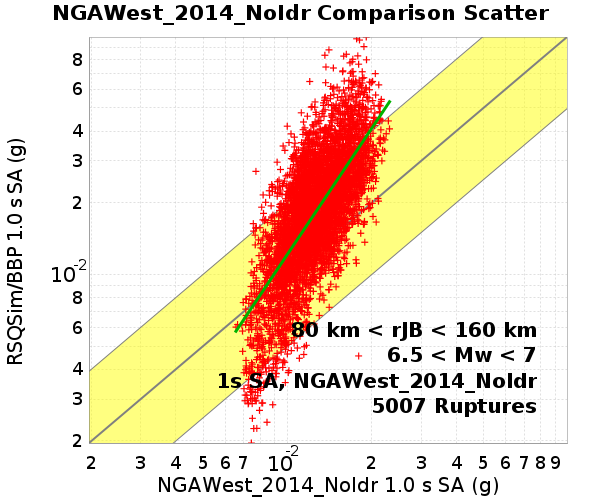 NGAWest_2014_NoIdr Comparison Scatter
RSQSim/BBP 1.0 s SA (g)
8
6
4
3
2
10-2
8
6
4
3
2
80 km < rJB < 160 km
6.5 < Mw < 7
1s SA, NGAWest_2014_NoIdr
5007 Ruptures
2 3 4 5 6 7 10-2 2 3 4 5 6 7 8 9
NGAWest_2014_NoIdr 1.0 s SA (g)